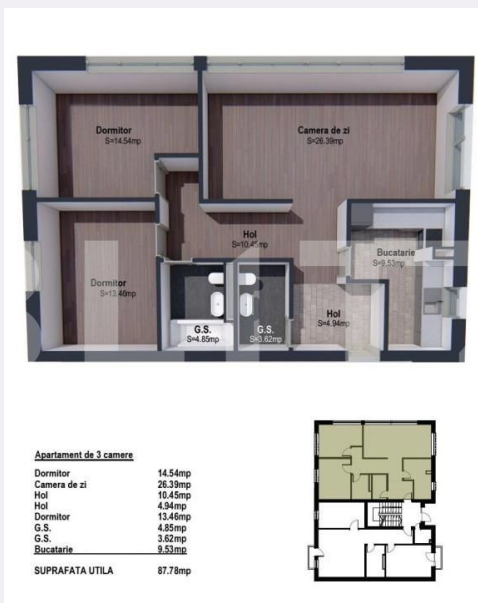 Dormitor
S=14.54mp
Camera de zi
S=26.39mp
Hol
S=10.45mp
Bucatarie
S=9.53mp
Dormitor
S=13.46mp
G.S.
S=4.85mp
G.S.
S=3.62mp
Hol
S=4.94mp
Apartament de 3 camere
Dormitor 14.54mp
Camera de zi 26.39mp
Hol 10.45mp
Hol 4.94mp
Dormitor 13.46mp
G.S. 4.85mp
G.S. 3.62mp
Bucatarie 9.53mp
SUPRAFATA UTILA 87.78mp